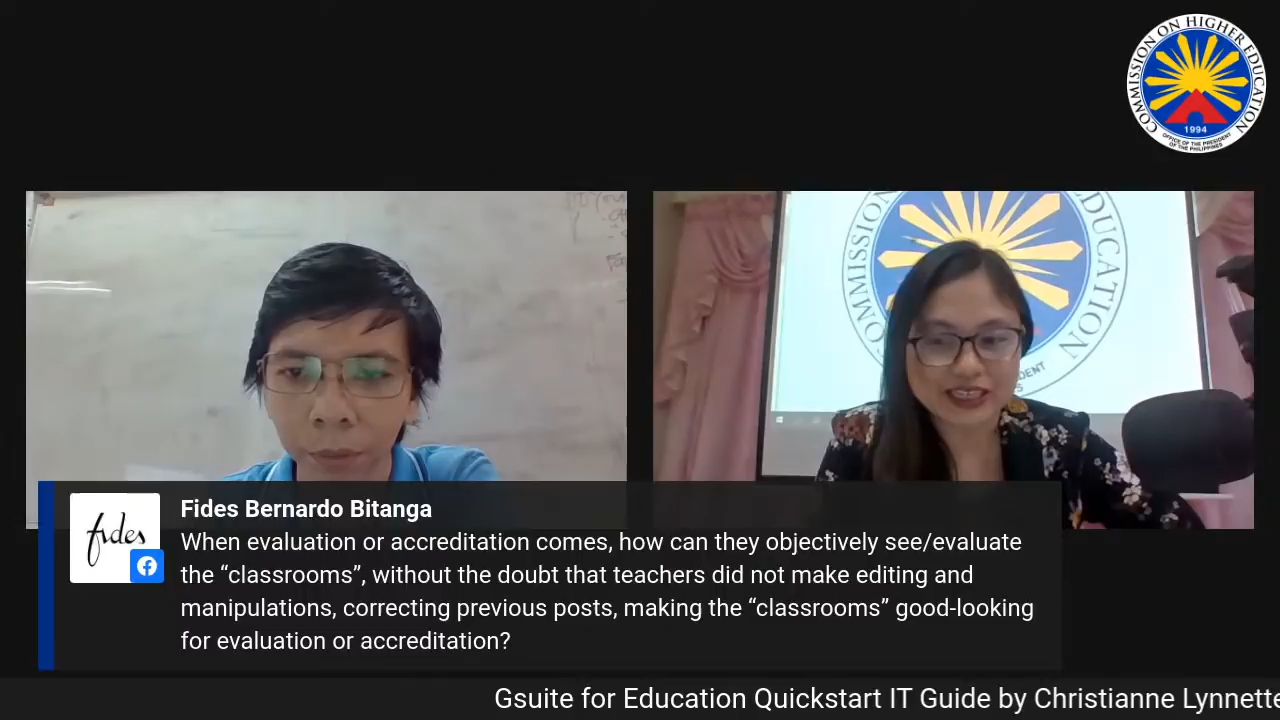 COMMISSION ON HIGHER EDUCATION
1994
OFFICE OF THE PRESIDENT
OF THE PHILIPPINES
COMMISSION
EDUCATION
DENT
fides
Fides Bernardo Bitanga
When evaluation or accreditation comes, how can they objectively see/evaluate
the “classrooms”, without the doubt that teachers did not make editing and
manipulations, correcting previous posts, making the “classrooms” good-looking
for evaluation or accreditation?
Gsuite for Education Quickstart IT Guide by Christianne Lynnette